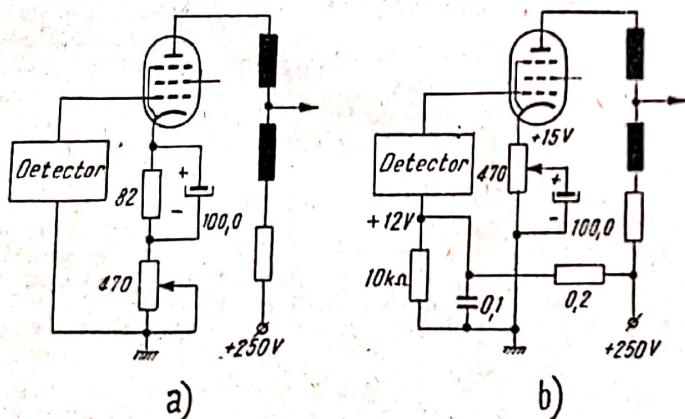 Detector
82
+
-
100,0
470
+250V
a)
+15V
Detector
470
+
-
100,0
+12V
10kΩ
0,1
0,2
+250V
b)